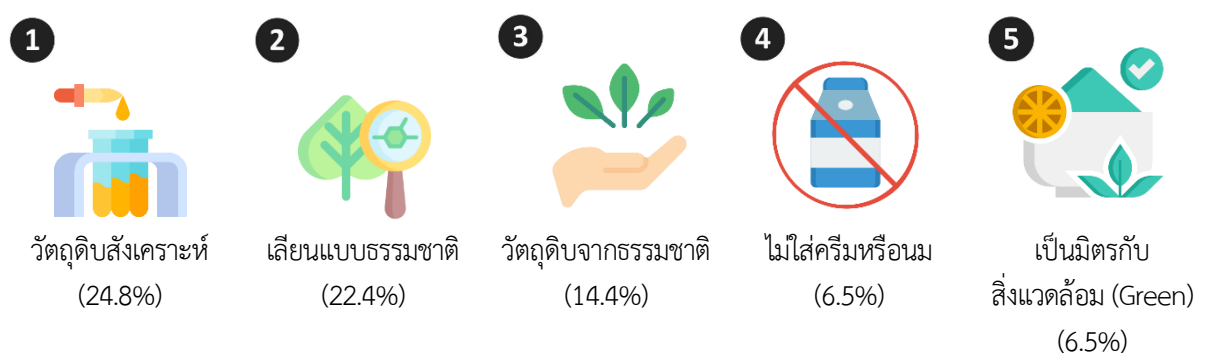 1
วัตถุดิบสังเคราะห์
(24.8%)
2
เลียนแบบธรรมชาติ
(22.4%)
3
วัตถุดิบจากธรรมชาติ
(14.4%)
4
ไม่ใส่ครีมหรือนม
(6.5%)
5
เป็นมิตรกับ
สิ่งแวดล้อม (Green)
(6.5%)